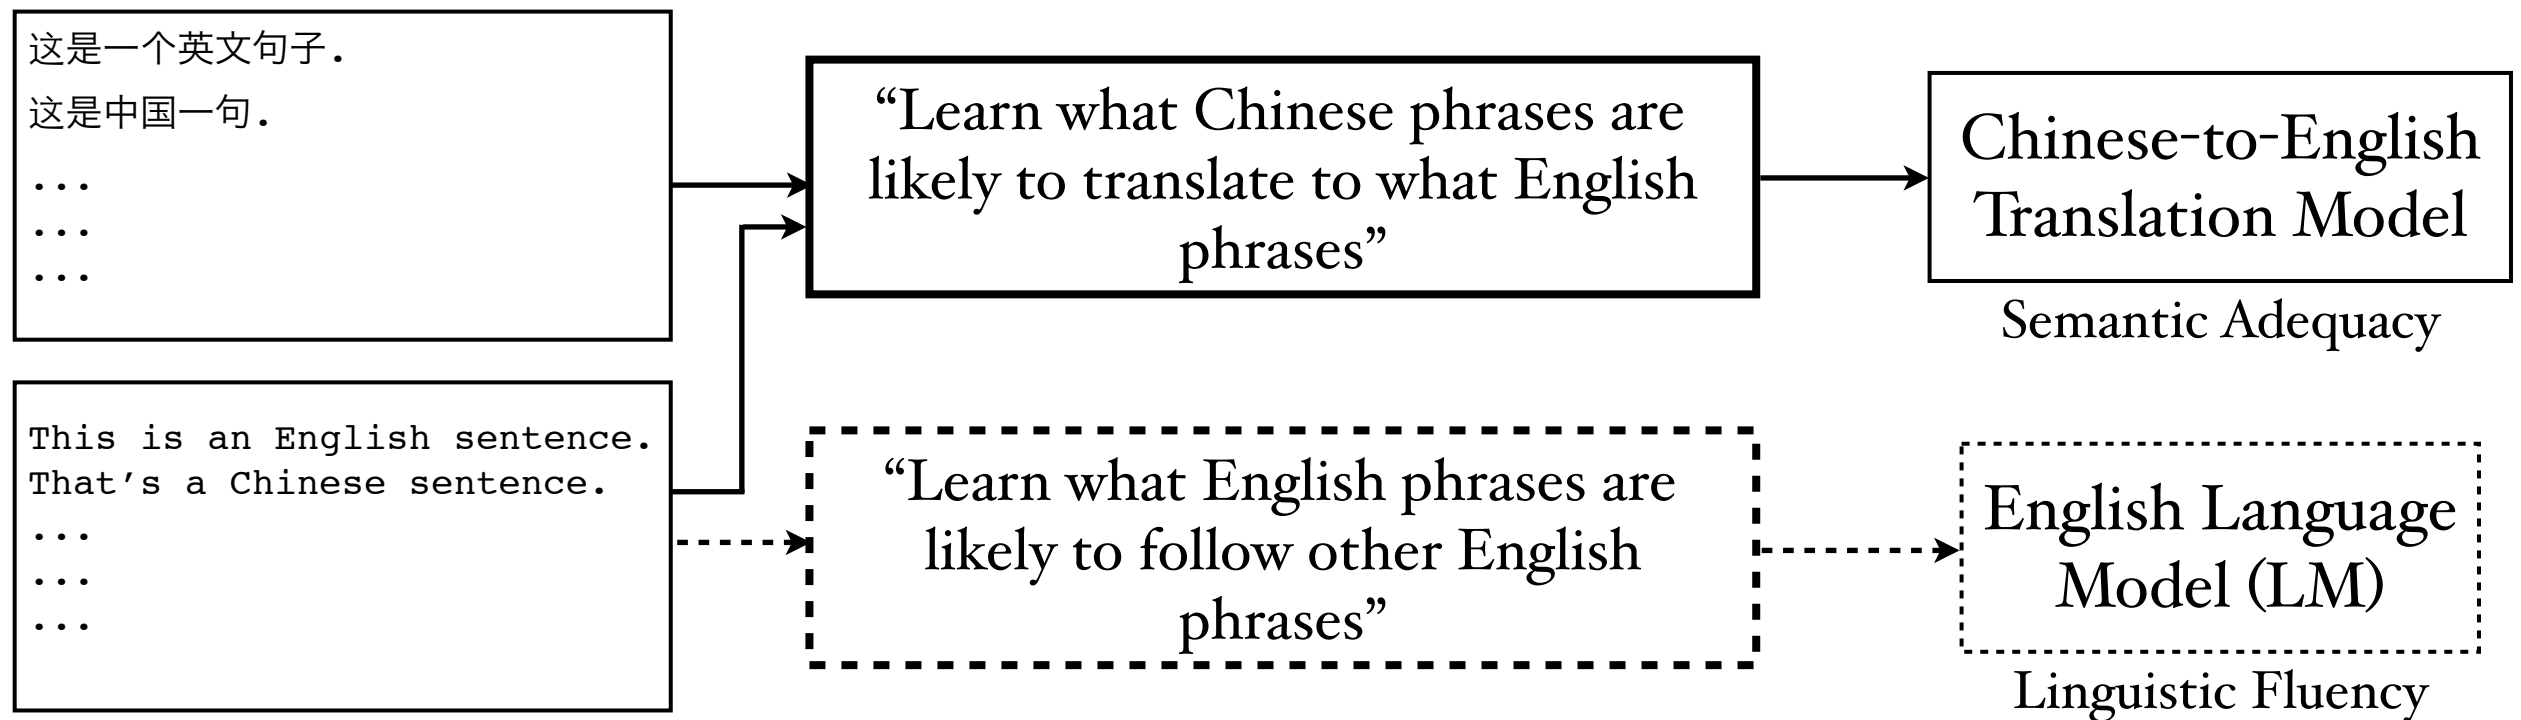 这是一个英文句子.
这是中国一句.
...
...
...
“Learn what Chinese phrases are
likely to translate to what English
phrases”
Chinese-to-English
Translation Model
Semantic Adequacy
This is an English sentence.
That’s a Chinese sentence.
...
...
...
“Learn what English phrases are
likely to follow other English
phrases”
English Language
Model (LM)
Linguistic Fluency